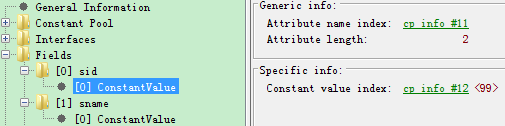 General Information
Constant Pool
Interfaces
Fields
[0] sid
[0] ConstantValue
[1] sname
[0] ConstantValue
Generic info:
Attribute name index: cp info #11
Attribute length: 2
Specific info:
Constant value index: cp info #12 <99>